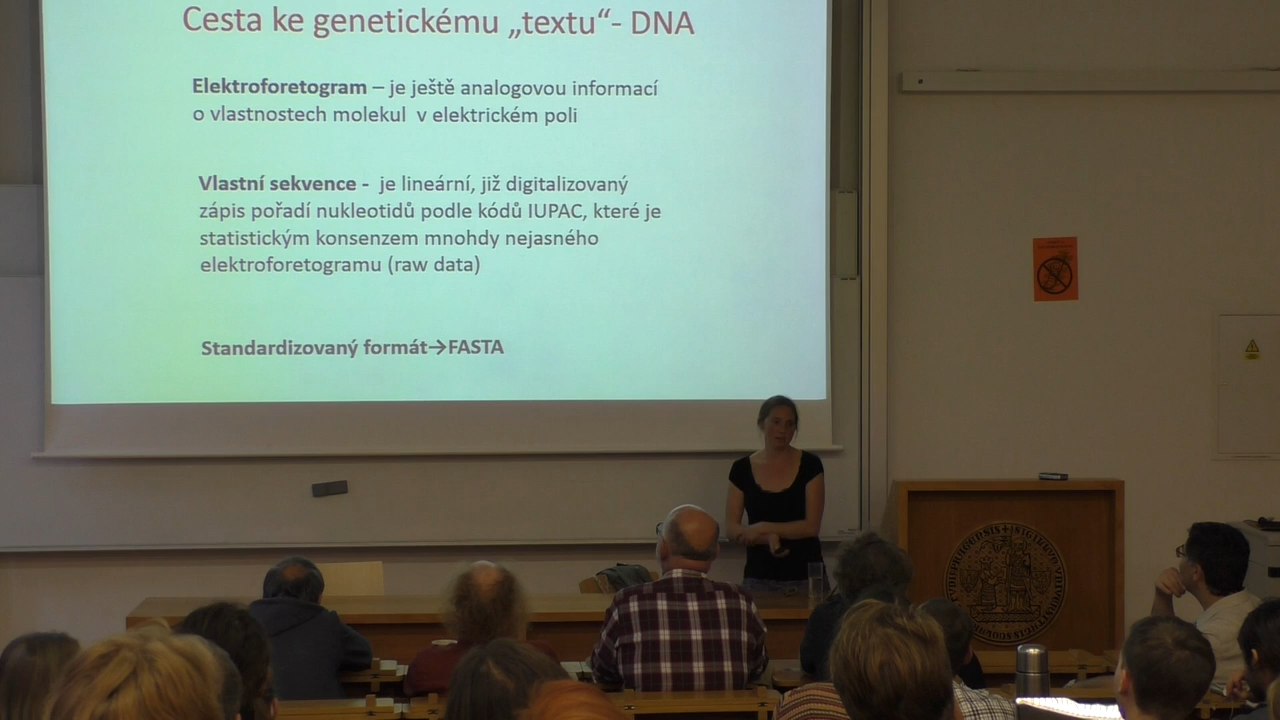 Cesta ke genetickému „textu“- DNA
Elektroforetogram – je ještě analogovou informací
o vlastnostech molekul v elektrickém poli
Vlastní sekvence - je lineární, již digitalizovaný
zápis pořadí nukleotidů podle kódů IUPAC, které je
statistickým konsenzem mnohdy nejasného
elektroforetogramu (raw data)
Standardizovaný formát→FASTA